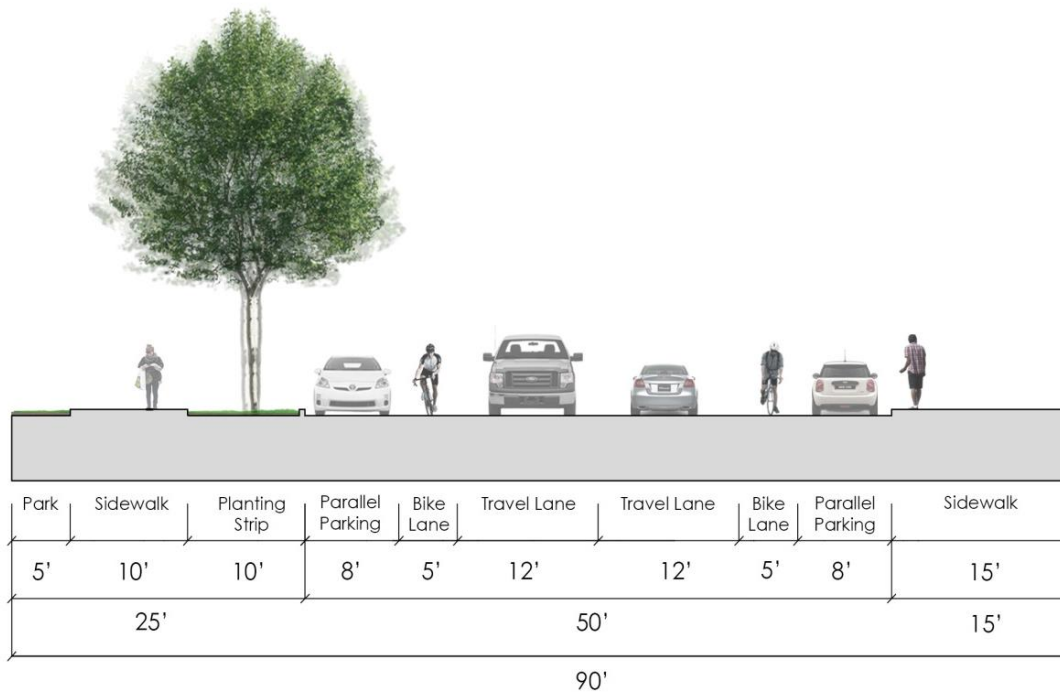 Park
Sidewalk
Planting
Strip
Parallel
Parking
Bike
Lane
Travel Lane
Travel Lane
Bike
Lane
Parallel
Parking
Sidewalk
5' 10' 10' 8' 5' 12' 12' 5' 8' 15'
25' 50' 15'
90'